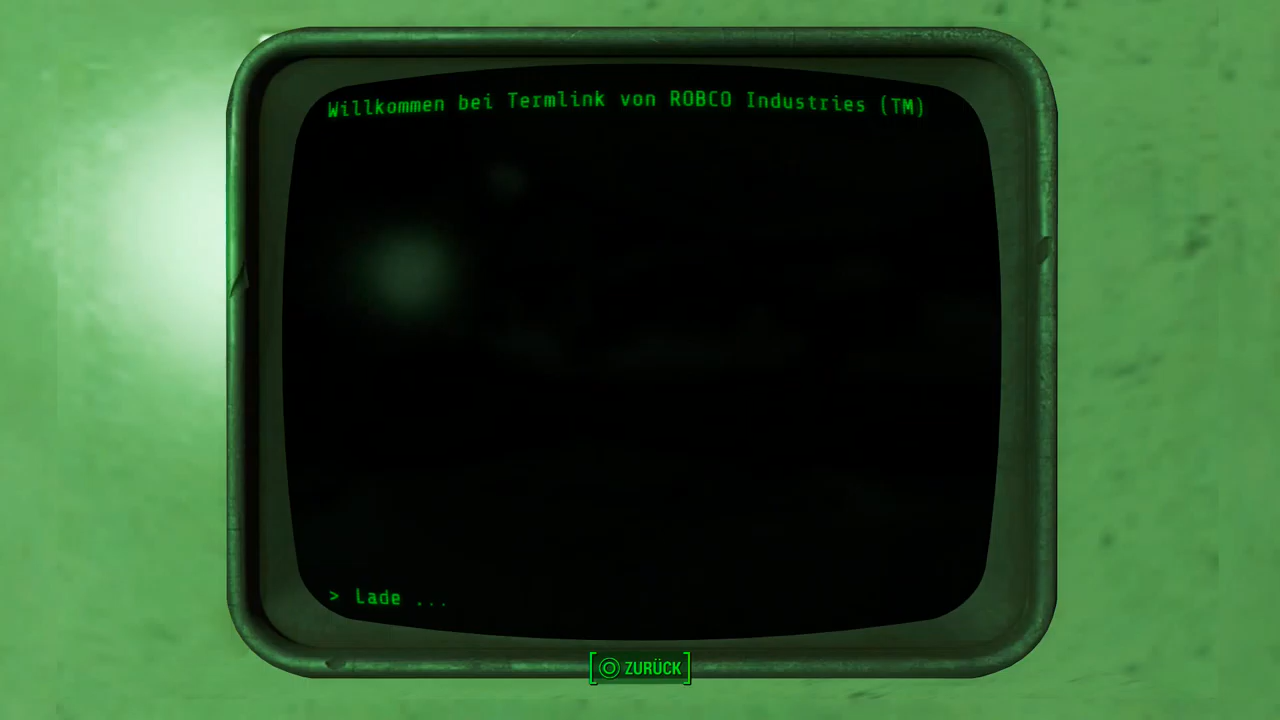 Willkommen bei Termlink von ROBCO Industries (TM)
> Lade ...
ZURÜCK